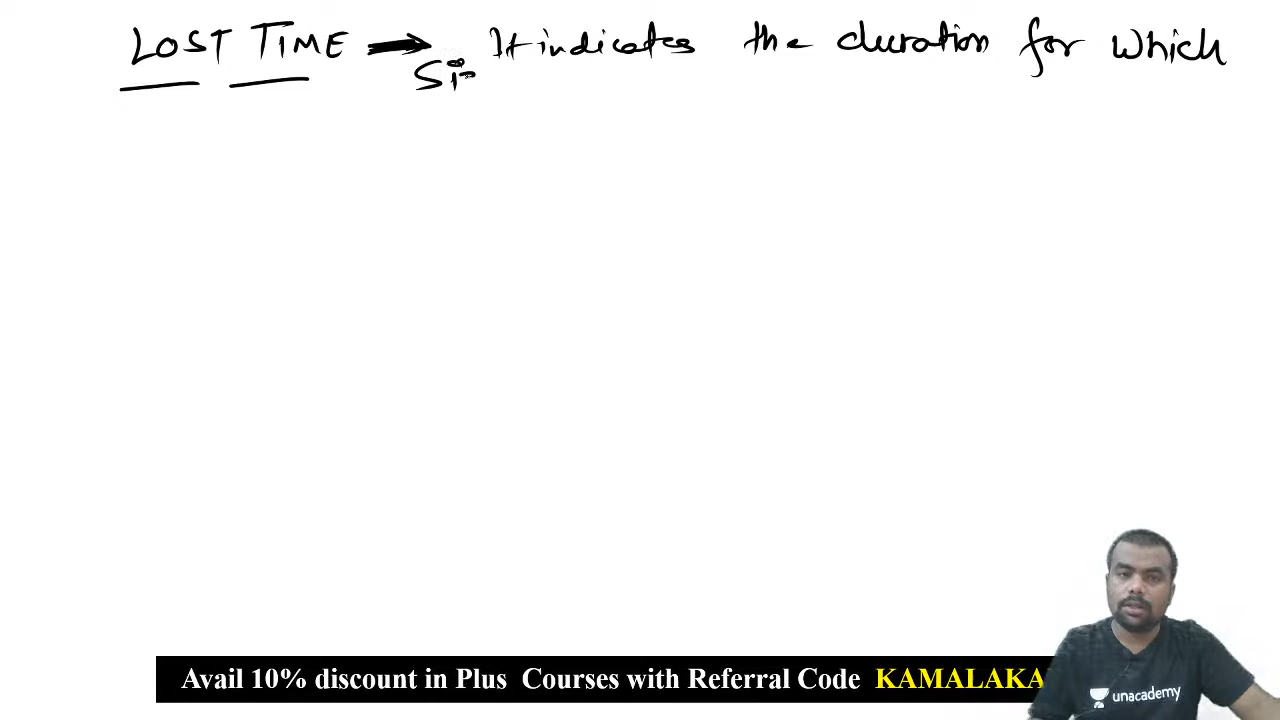 LOST TIME → It indicates the duration for which
Si
Avail 10% discount in Plus Courses with Referral Code KAMALAKA
unacademy